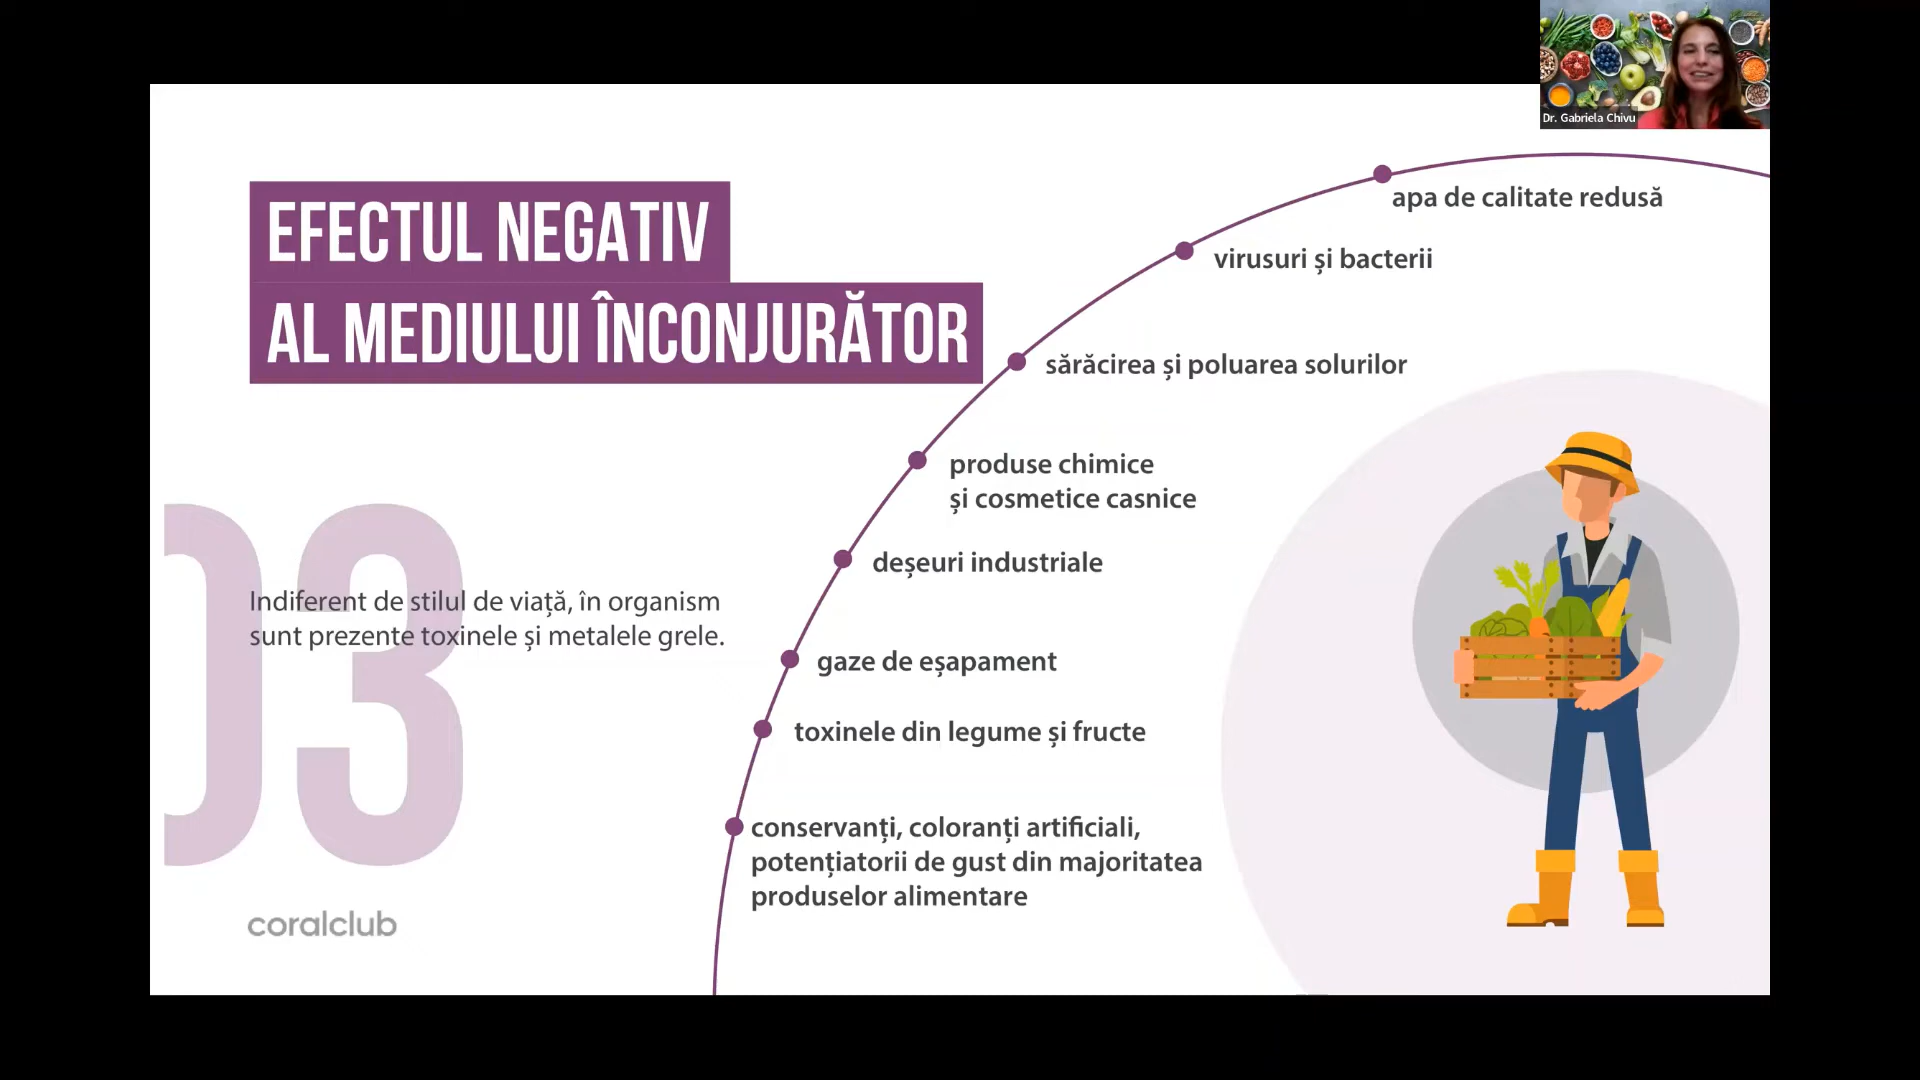 Dr. Gabriela Chivu
EFECTUL NEGATIV
AL MEDIULUI ÎNCONJURĂTOR
03
Indiferent de stilul de viață, în organism
sunt prezente toxinele și metalele grele.
apa de calitate redusă
virusuri și bacterii
sărăcirea și poluarea solurilor
produse chimice
și cosmetice casnice
deșeuri industriale
gaze de eșapament
toxinele din legume și fructe
conservanți, coloranți artificiali,
potențiatorii de gust din majoritatea
produselor alimentare
coralclub